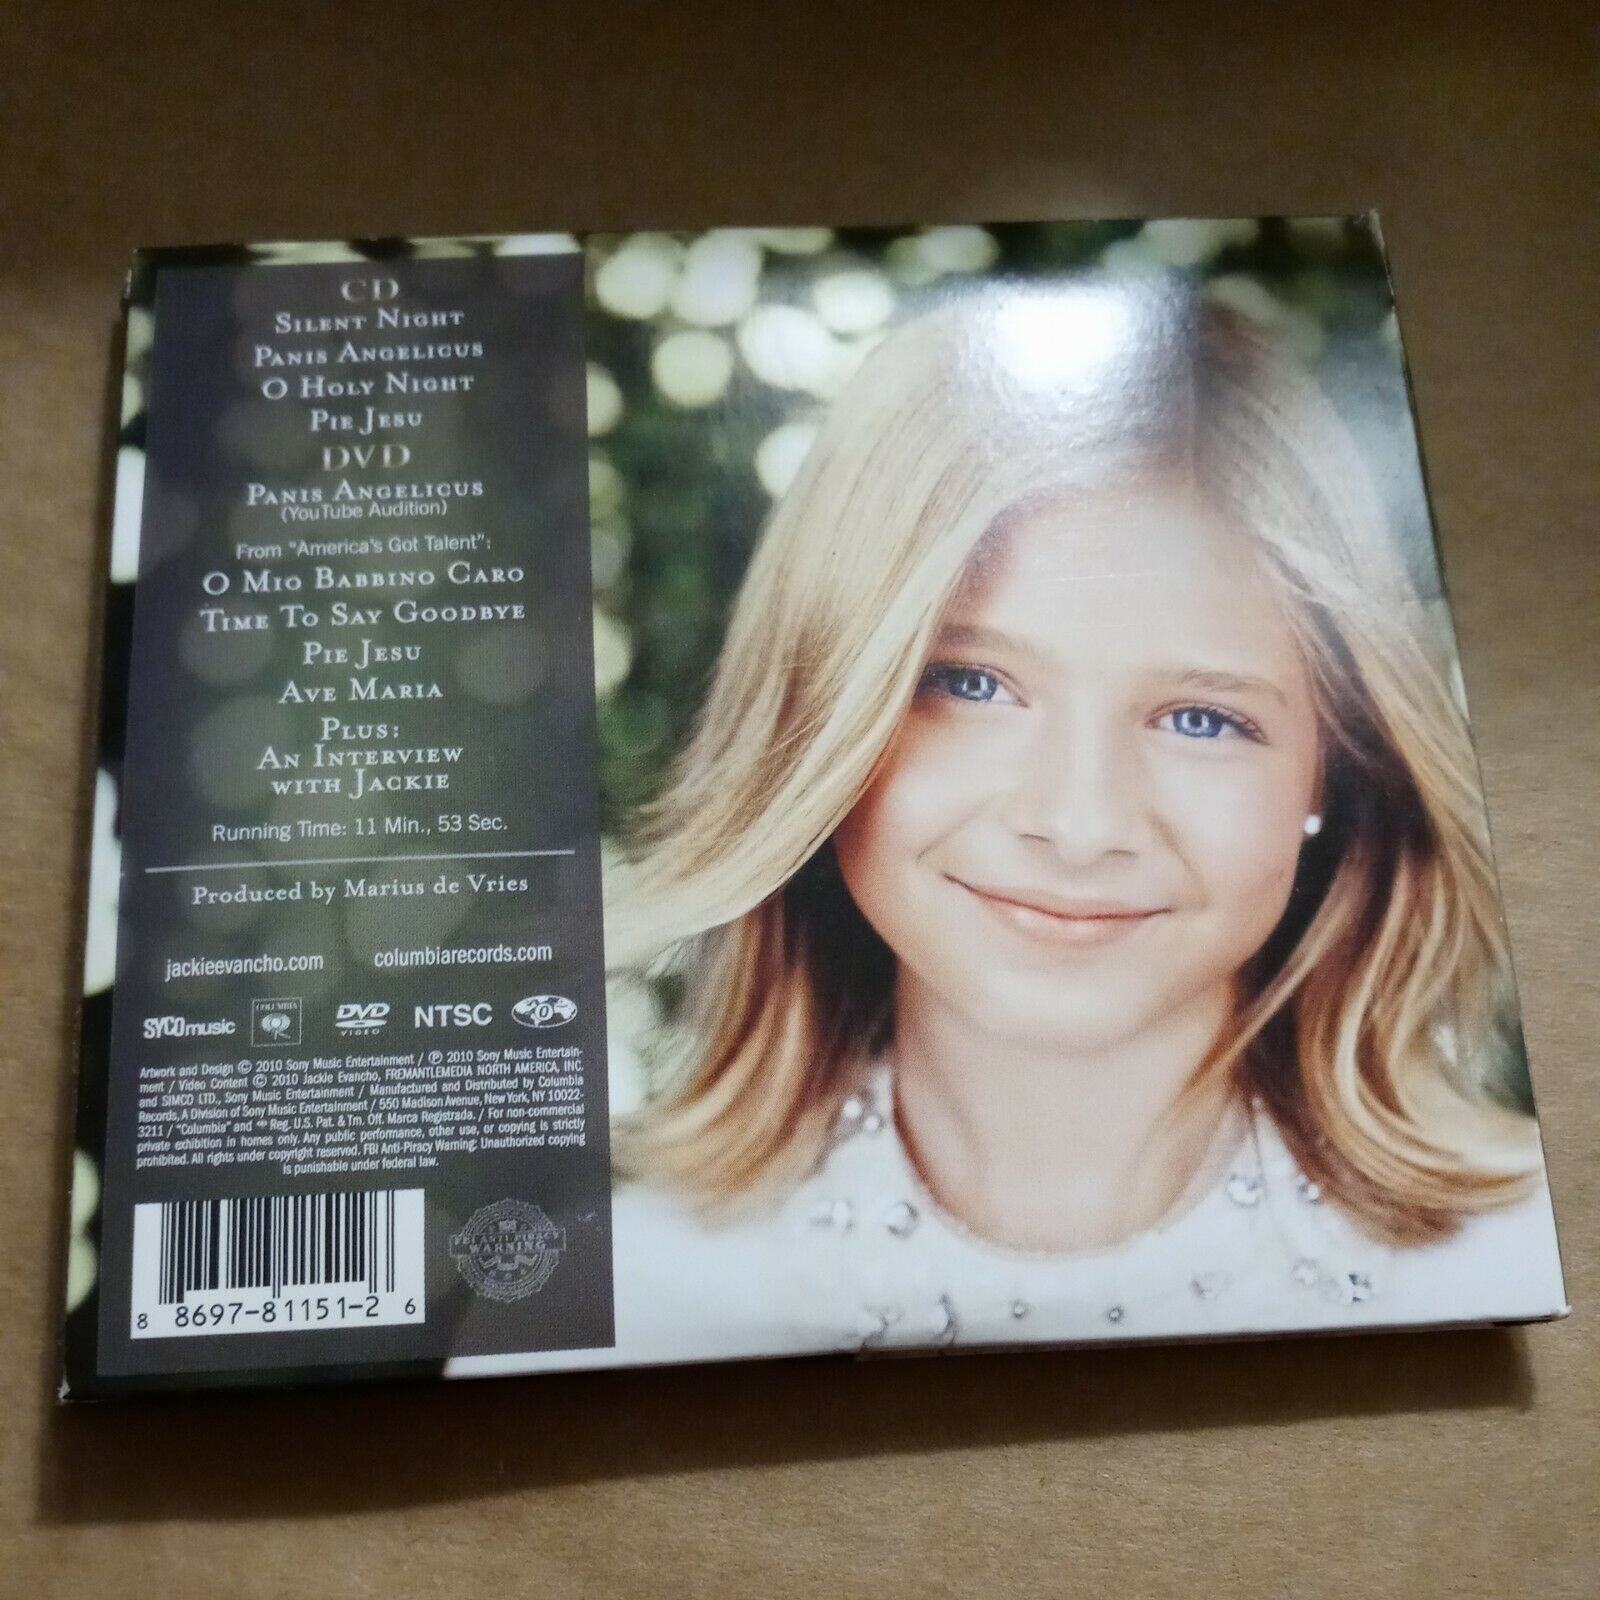 CD
SILENT NIGHT
PANIS ANGELICUS
O HOLY NIGHT
PIE JESU
DVD
PANIS ANGELICUS
(YouTube Audition)
From "America's Got Talent":
O MIO BABBINO CARO
TIME TO SAY GOODBYE
PIE JESU
AVE MARIA
PLUS:
AN INTERVIEW
WITH JACKIE
Running Time: 11 Min., 53 Sec.
Produced by Marius de Vries
jackieevancho.com columbiarecords.com
SYCOmusic COLUMBIA DVD VIDEO NTSC 0
Artwork and Design © 2010 Sony Music Entertainment / ℗ 2010 Sony Music Entertain-
ment / Video Content © 2010 Jackie Evancho, FREMANTLEMEDIA NORTH AMERICA, INC.
and SIMCO LTD., Sony Music Entertainment / Manufactured and Distributed by Columbia
Records, A Division of Sony Music Entertainment / 550 Madison Avenue, New York, NY 10022-
3211 / "Columbia" and Reg. U.S. Pat. & Tm. Off. Marca Registrada. / For non-commercial
private exhibition in homes only. Any public performance, other use, or copying is strictly
prohibited. All rights under copyright reserved. FBI Anti-Piracy Warning: Unauthorized copying
is punishable under federal law.
FBI ANTI-PIRACY
WARNING
8 8697-81151-2 6